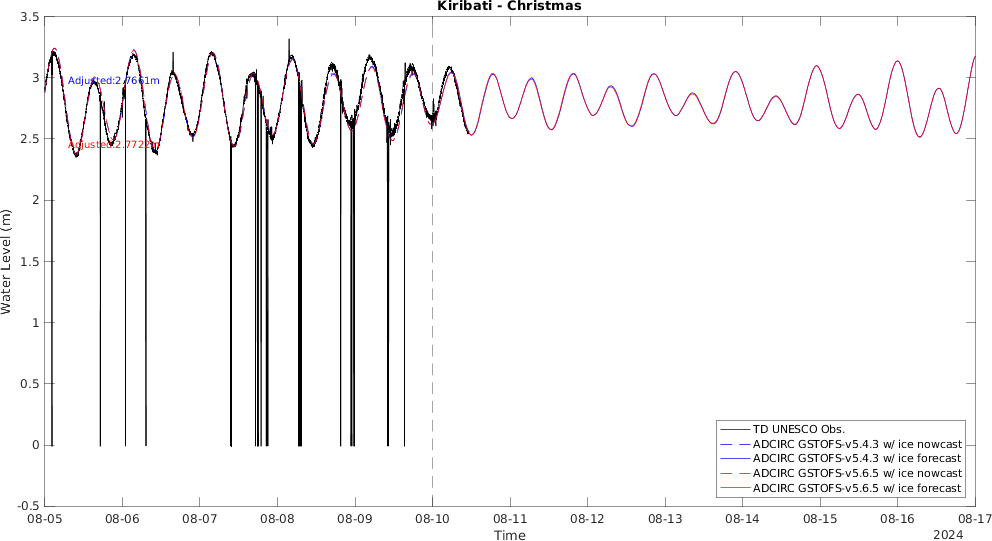 Kiribati - Christmas
3.5
3
2.5
2
1.5
1
0.5
0
-0.5
Water Level (m)
Adjusted:2.7661m
Adjusted:2.7722m
TD UNESCO Obs.
ADCIRC GSTOFS-v5.4.3 w/ ice nowcast
ADCIRC GSTOFS-v5.4.3 w/ ice forecast
ADCIRC GSTOFS-v5.6.5 w/ ice nowcast
ADCIRC GSTOFS-v5.6.5 w/ ice forecast
08-05 08-06 08-07 08-08 08-09 08-10 08-11 08-12 08-13 08-14 08-15 08-16 08-17
Time
2024